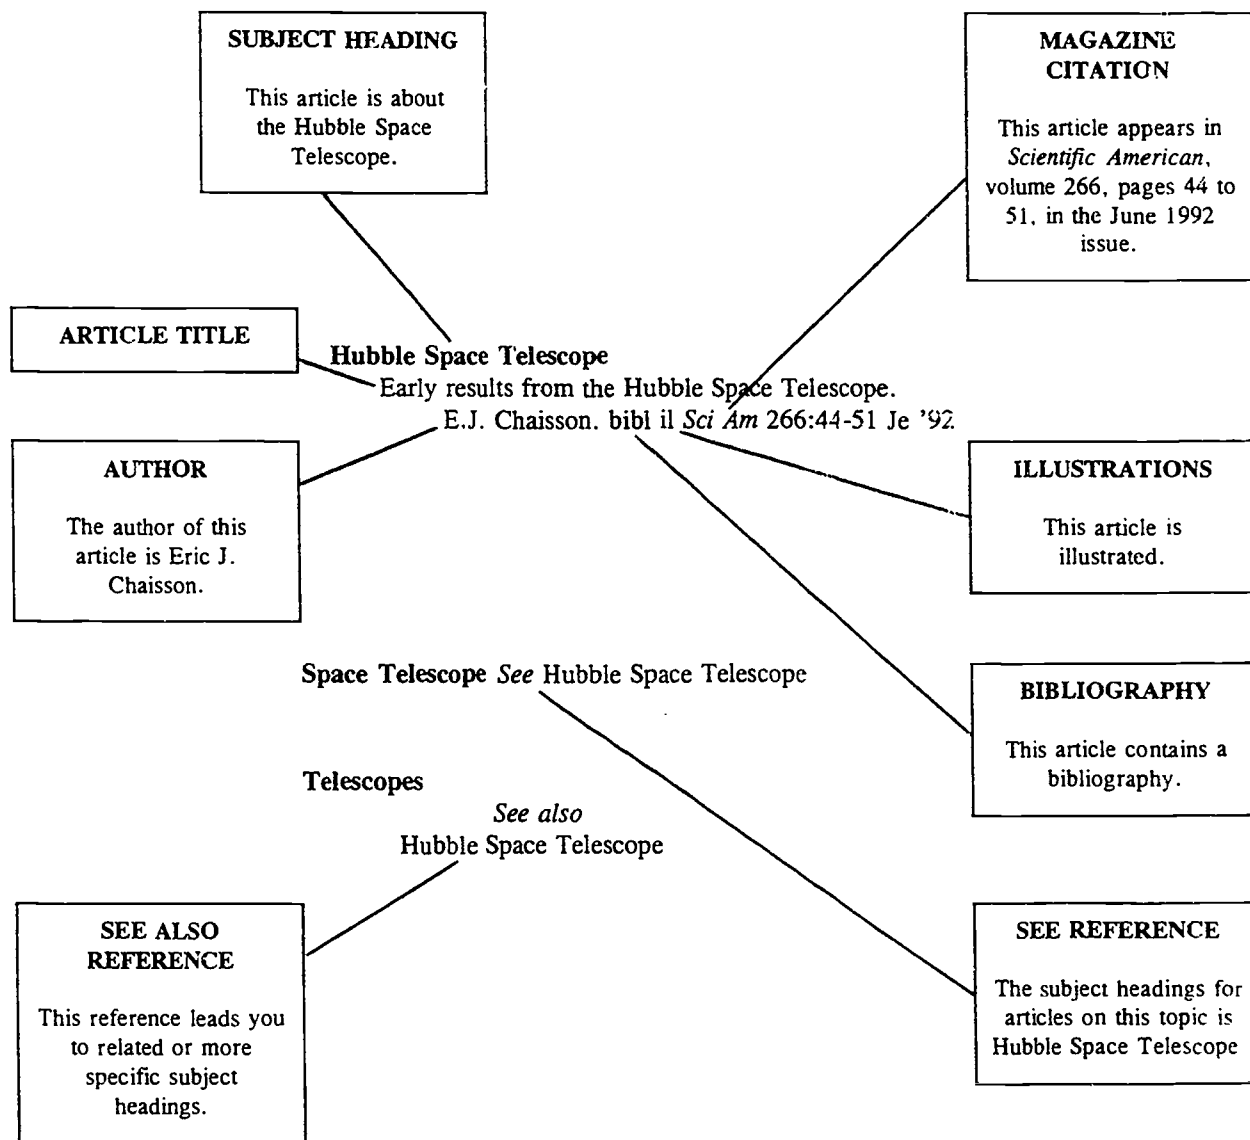 SUBJECT HEADING
This article is about
the Hubble Space
Telescope.
MAGAZINE
CITATION
This article appears in
Scientific American,
volume 266, pages 44 to
51, in the June 1992
issue.
ARTICLE TITLE
Hubble Space Telescope
Early results from the Hubble Space Telescope.
E.J. Chaisson. bibl il Sci Am 266:44-51 Je '92
AUTHOR
The author of this
article is Eric J.
Chaisson.
ILLUSTRATIONS
This article is
illustrated.
Space Telescope See Hubble Space Telescope
BIBLIOGRAPHY
This article contains a
bibliography.
Telescopes
See also
Hubble Space Telescope
SEE ALSO
REFERENCE
This reference leads you
to related or more
specific subject
headings.
SEE REFERENCE
The subject headings for
articles on this topic is
Hubble Space Telescope